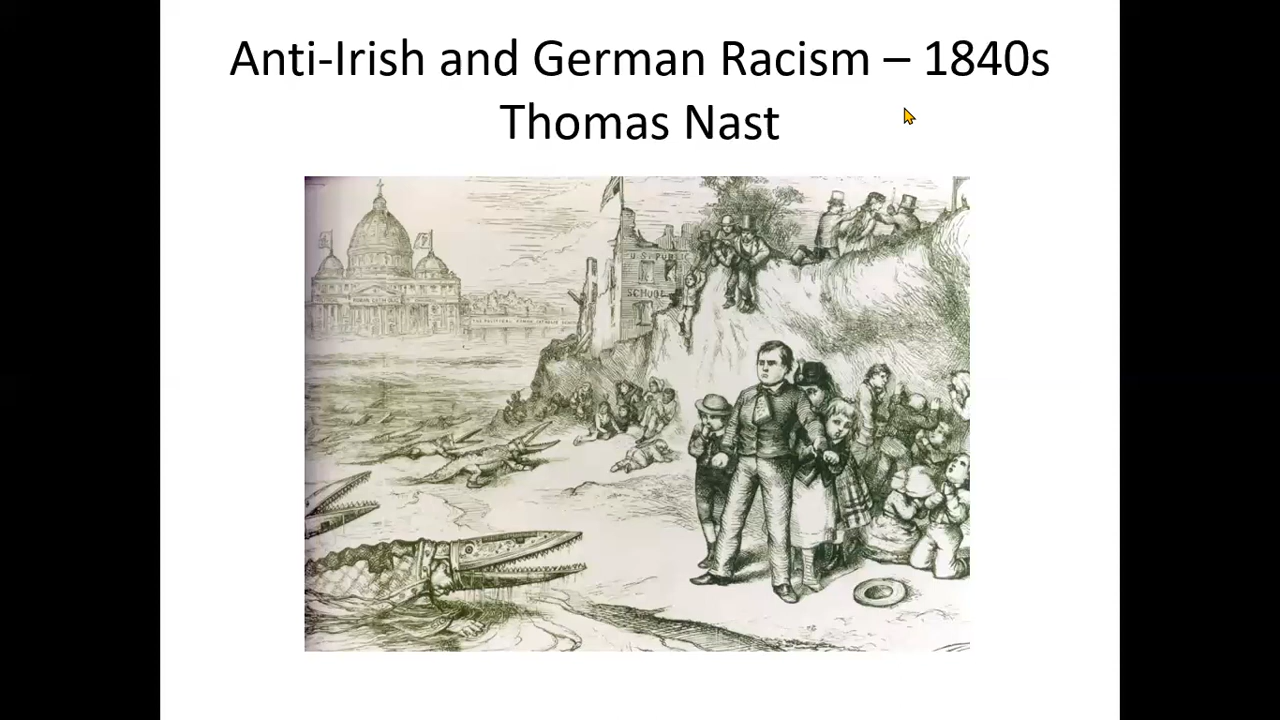 Anti-Irish and German Racism – 1840s
Thomas Nast
U.S. PUBLIC
SCHOOL